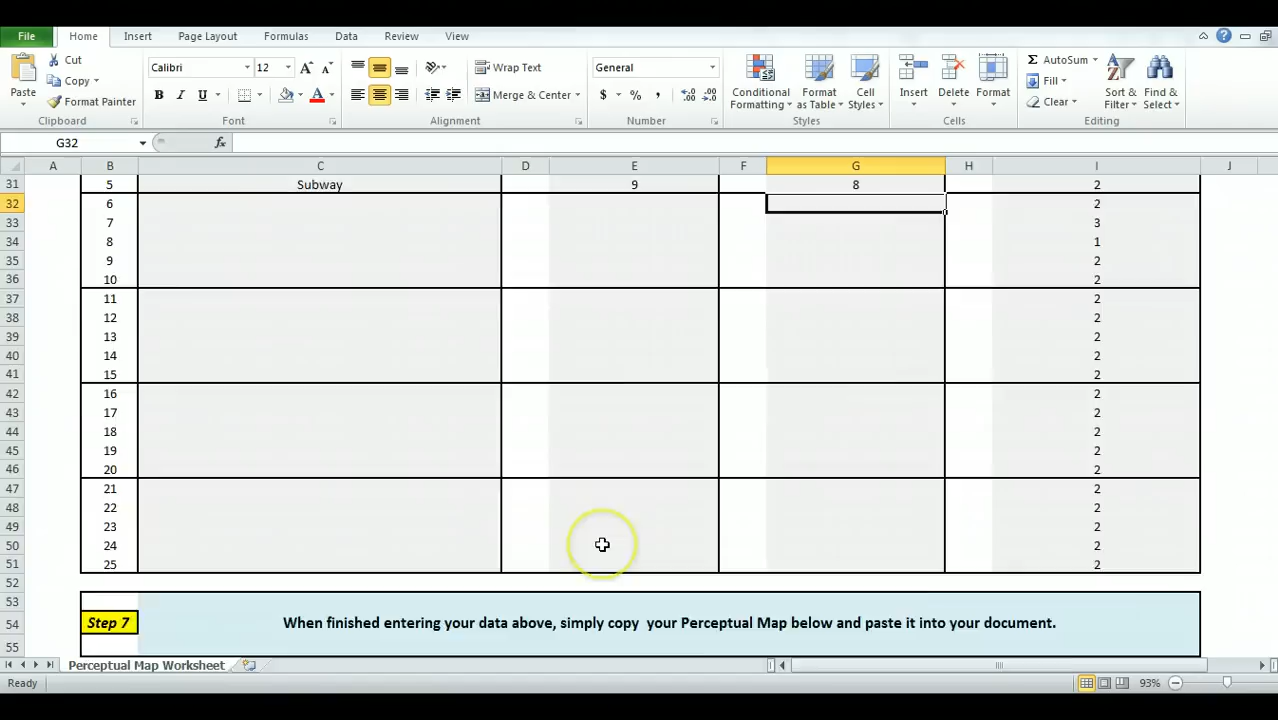 File Home Insert Page Layout Formulas Data Review View
Paste Cut Copy Format Painter
Calibri 12
B I U A
Wrap Text
Merge & Center
General
$ % ,
Conditional Formatting
Format as Table
Cell Styles
Insert Delete Format
Σ AutoSum
Fill
Clear
Sort & Filter
Find & Select
Clipboard Font Alignment Number Styles Cells Editing
G32 fx
A B C D E F G H I J
31 5 Subway 9 8 2
32 6 2
33 7 3
34 8 1
35 9 2
36 10 2
37 11 2
38 12 2
39 13 2
40 14 2
41 15 2
42 16 2
43 17 2
44 18 2
45 19 2
46 20 2
47 21 2
48 22 2
49 23 2
50 24 2
51 25 2
52
53
54 Step 7 When finished entering your data above, simply copy your Perceptual Map below and paste it into your document.
55
Perceptual Map Worksheet
Ready 93%